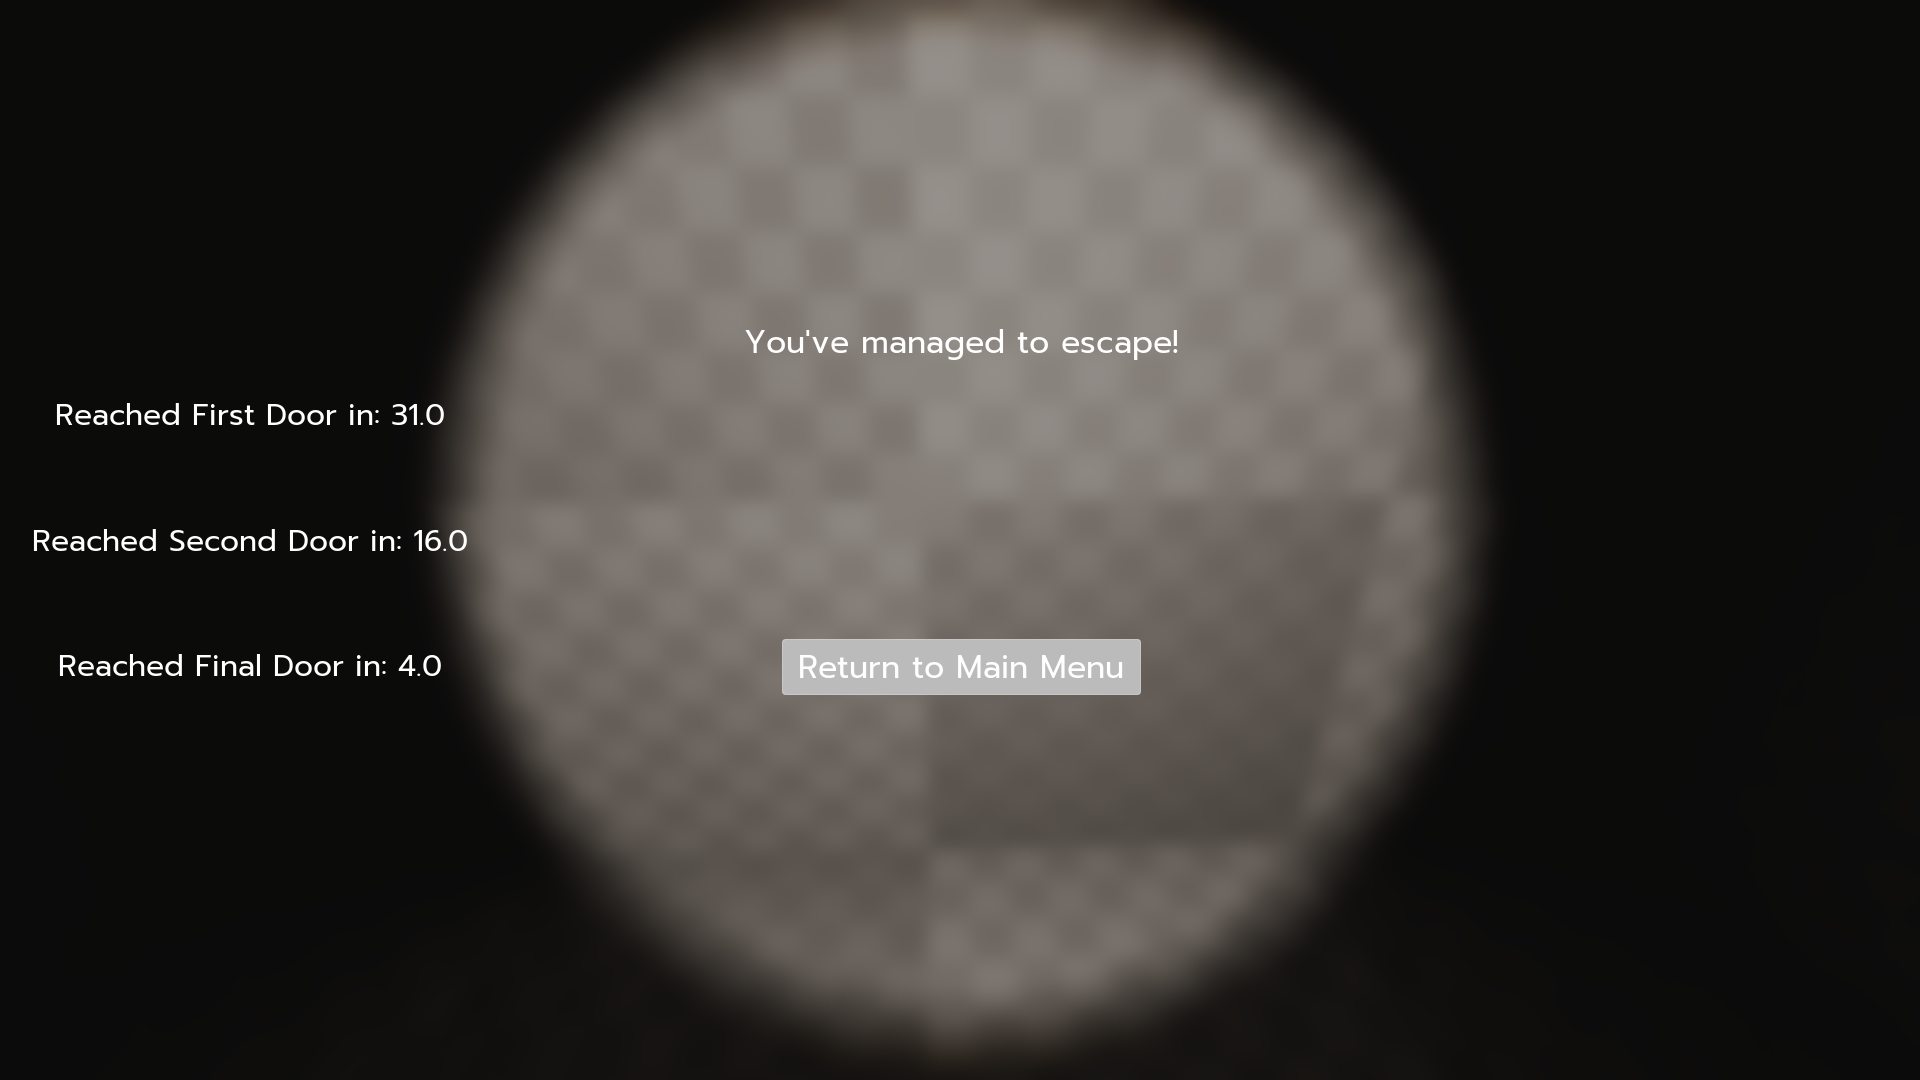 You've managed to escape!
Reached First Door in: 31.0
Reached Second Door in: 16.0
Reached Final Door in: 4.0
Return to Main Menu